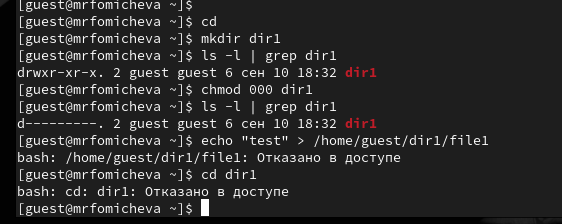 [guest@mrfomicheva ~]$
[guest@mrfomicheva ~]$ cd
[guest@mrfomicheva ~]$ mkdir dir1
[guest@mrfomicheva ~]$ ls -l | grep dir1
drwxr-xr-x. 2 guest guest 6 сен 10 18:32 dir1
[guest@mrfomicheva ~]$ chmod 000 dir1
[guest@mrfomicheva ~]$ ls -l | grep dir1
d---------. 2 guest guest 6 сен 10 18:32 dir1
[guest@mrfomicheva ~]$ echo "test" > /home/guest/dir1/file1
bash: /home/guest/dir1/file1: Отказано в доступе
[guest@mrfomicheva ~]$ cd dir1
bash: cd: dir1: Отказано в доступе
[guest@mrfomicheva ~]$